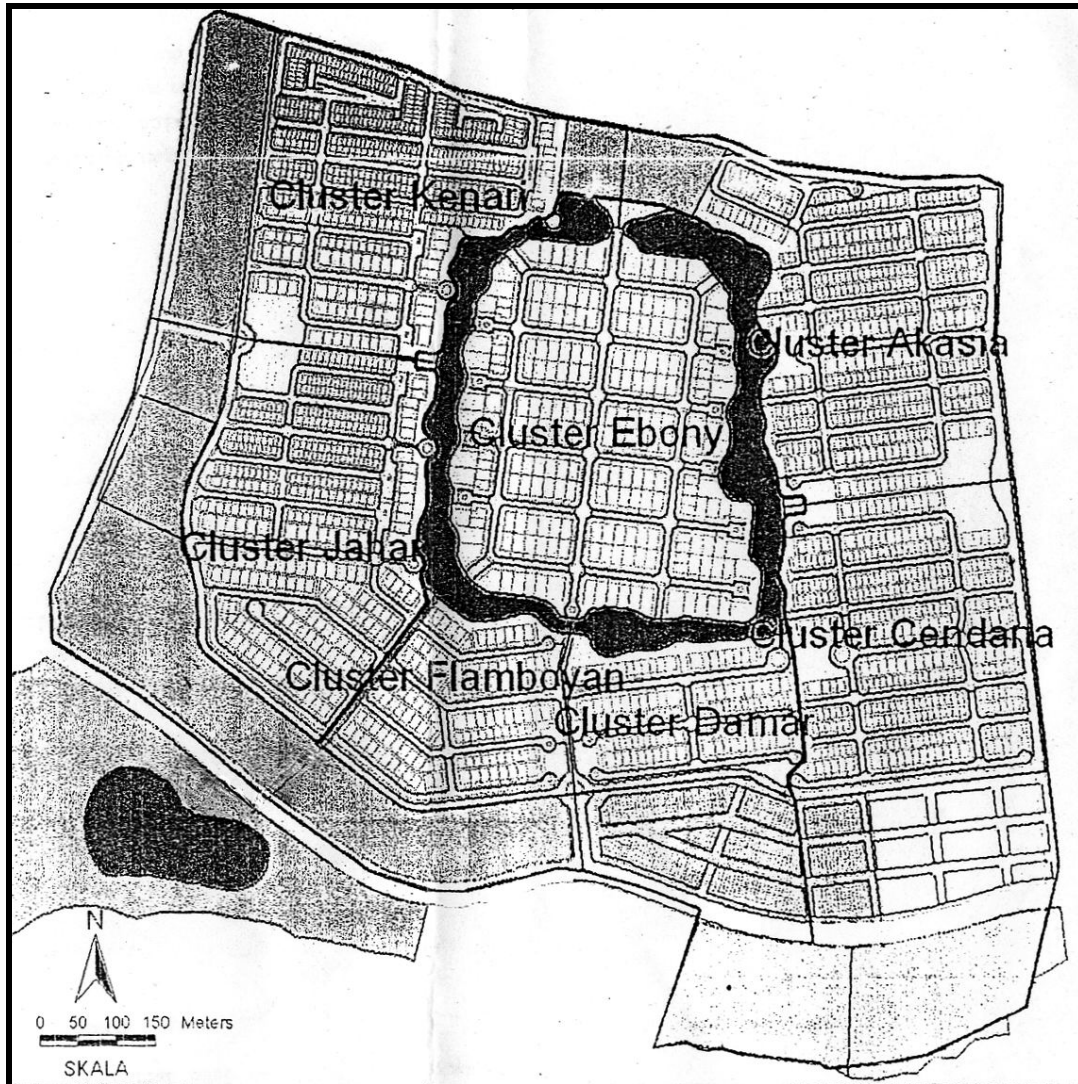 Cluster Kenari
Cluster Akasia
Cluster Ebony
Cluster Jahar
Cluster Cendana
Cluster Flamboyan
Cluster Damar
N
0 50 100 150 Meters
SKALA